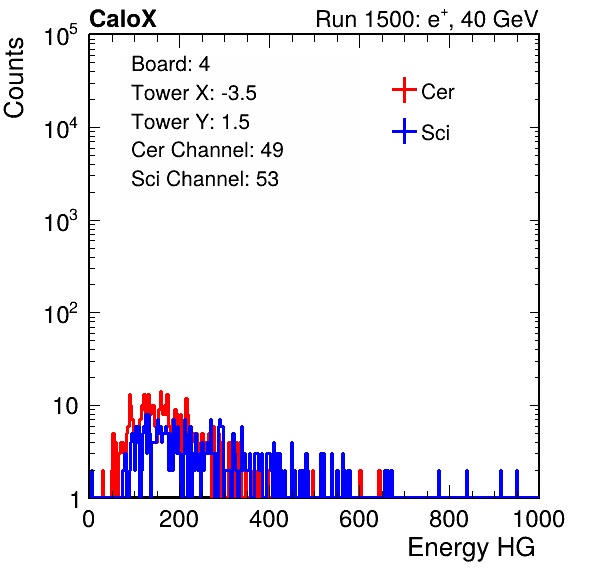 CaloX Run 1500: e⁺, 40 GeV
Counts
10⁵
10⁴
10³
10²
10
1
Board: 4
Tower X: -3.5
Tower Y: 1.5
Cer Channel: 49
Sci Channel: 53
Cer
Sci
0 200 400 600 800 1000
Energy HG